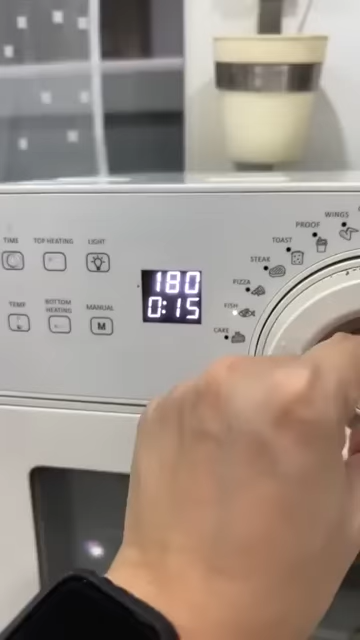 WINGS
PROOF
TOAST
STEAK
PIZZA
FISH
CAKE
TIME TOP HEATING LIGHT
180
0:15
TEMP BOTTOM HEATING MANUAL
M